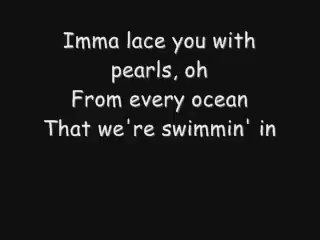 Imma lace you with
pearls, oh
From every ocean
That we're swimmin' in